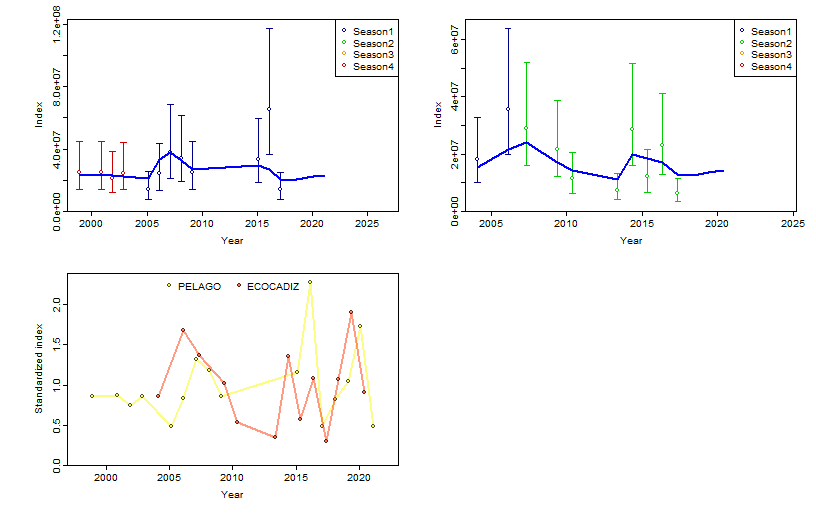 1.2e+08
8.0e+07
4.0e+07
0.0e+00
Index
Season1
Season2
Season3
Season4
2000 2005 2010 2015 2020 2025
Year
6e+07
4e+07
2e+07
0e+00
Index
Season1
Season2
Season3
Season4
2005 2010 2015 2020 2025
Year
2.0
1.5
1.0
0.5
0.0
Standardized index
PELAGO ECOCADIZ
2000 2005 2010 2015 2020
Year